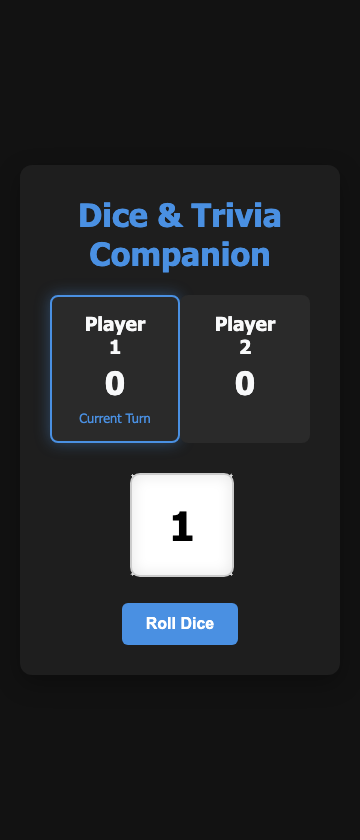 Dice & Trivia
Companion
Player
1
0
Current Turn
Player
2
0
1
Roll Dice